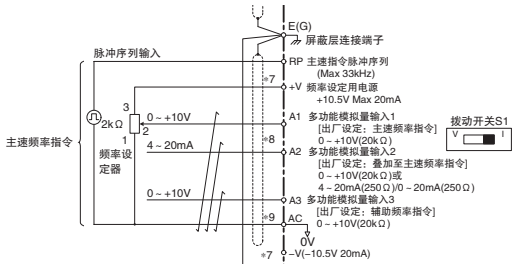 E(G)
屏蔽层连接端子
脉冲序列输入
RP 主速指令脉冲序列
(Max 33kHz)
*7
+V 频率设定用电源
+10.5V Max 20mA
3
2kΩ
2
1
0~+10V
A1 多功能模拟量输入1
[出厂设定：主速频率指令]
0~+10V(20kΩ)
拨动开关S1
V I
主速频率指令
频率设
定器
4~20mA
*8
A2 多功能模拟量输入2
[出厂设定：叠加至主速频率指令]
0~+10V(20kΩ)或
4~20mA(250Ω)/0~20mA(250Ω)
0~+10V
A3 多功能模拟量输入3
[出厂设定：辅助频率指令]
0~+10V(20kΩ)
*9
AC
0V
*7
-V(-10.5V 20mA)